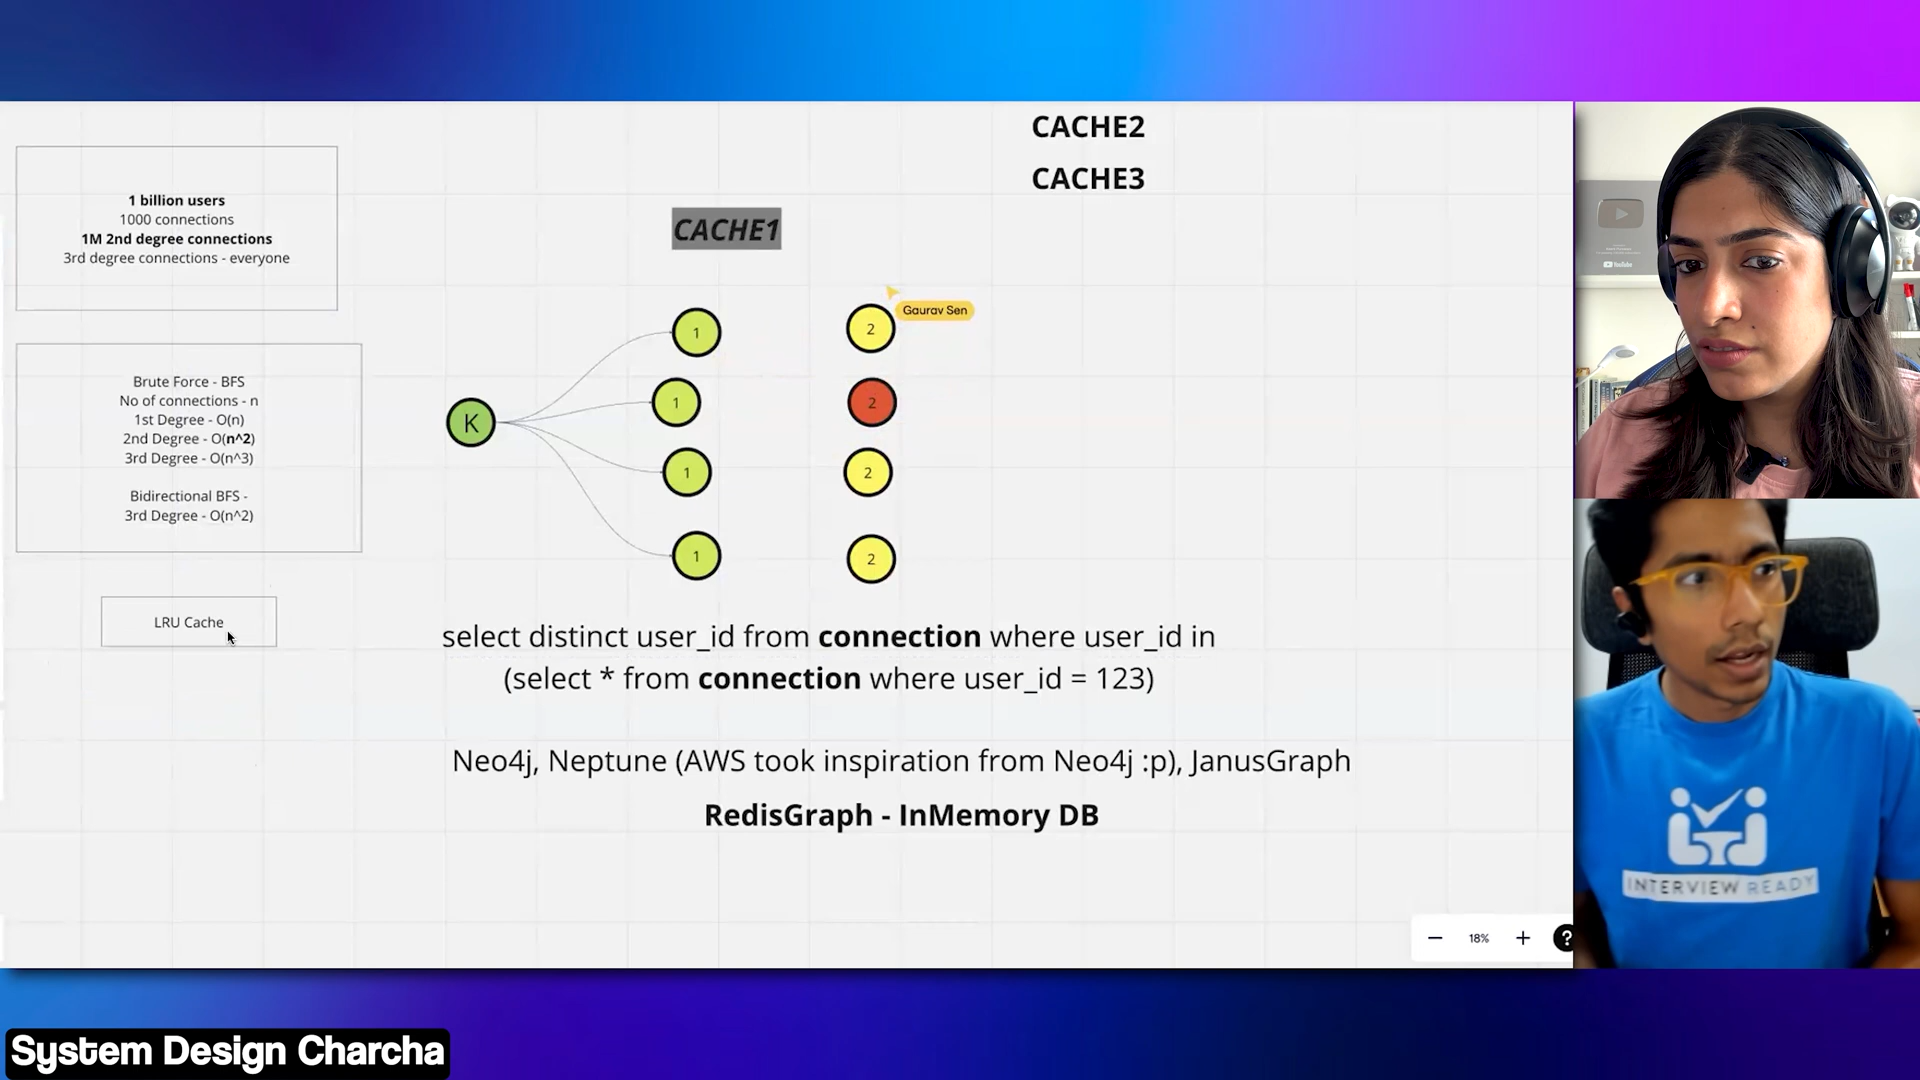 CACHE2
CACHE3
CACHE1
1 billion users
1000 connections
1M 2nd degree connections
3rd degree connections - everyone
Brute Force - BFS
No of connections - n
1st Degree - O(n)
2nd Degree - O(n^2)
3rd Degree - O(n^3)
Bidirectional BFS -
3rd Degree - O(n^2)
LRU Cache
K
1
1
1
1
2
2
2
2
Gaurav Sen
select distinct user_id from connection where user_id in
(select * from connection where user_id = 123)
Neo4j, Neptune (AWS took inspiration from Neo4j :p), JanusGraph
RedisGraph - InMemory DB
18%
?
YouTube
INTERVIEW READY
System Design Charcha